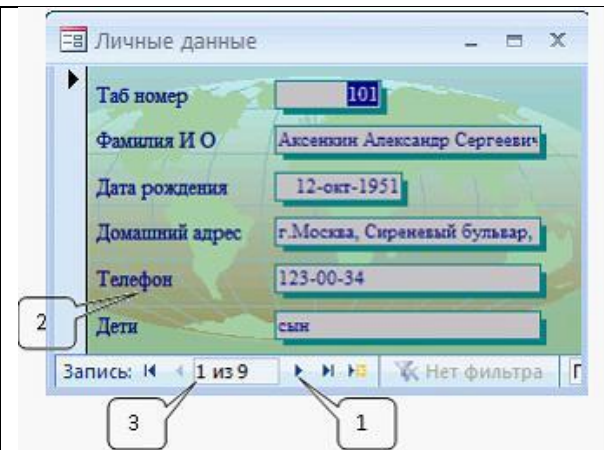 Личные данные
Таб номер 101
Фамилия И О Аксенкин Александр Сергеевич
Дата рождения 12-окт-1951
Домашний адрес г.Москва, Сиреневый бульвар,
Телефон 123-00-34
2
Дети сын
Запись: 1 из 9 Нет фильтра П
3 1